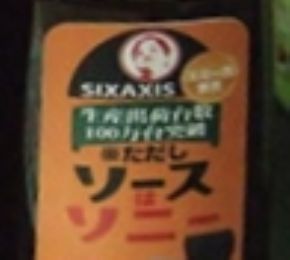 SIXAXIS
生産出荷台数
100万台突破
※ただし
ソース
は
ソニー